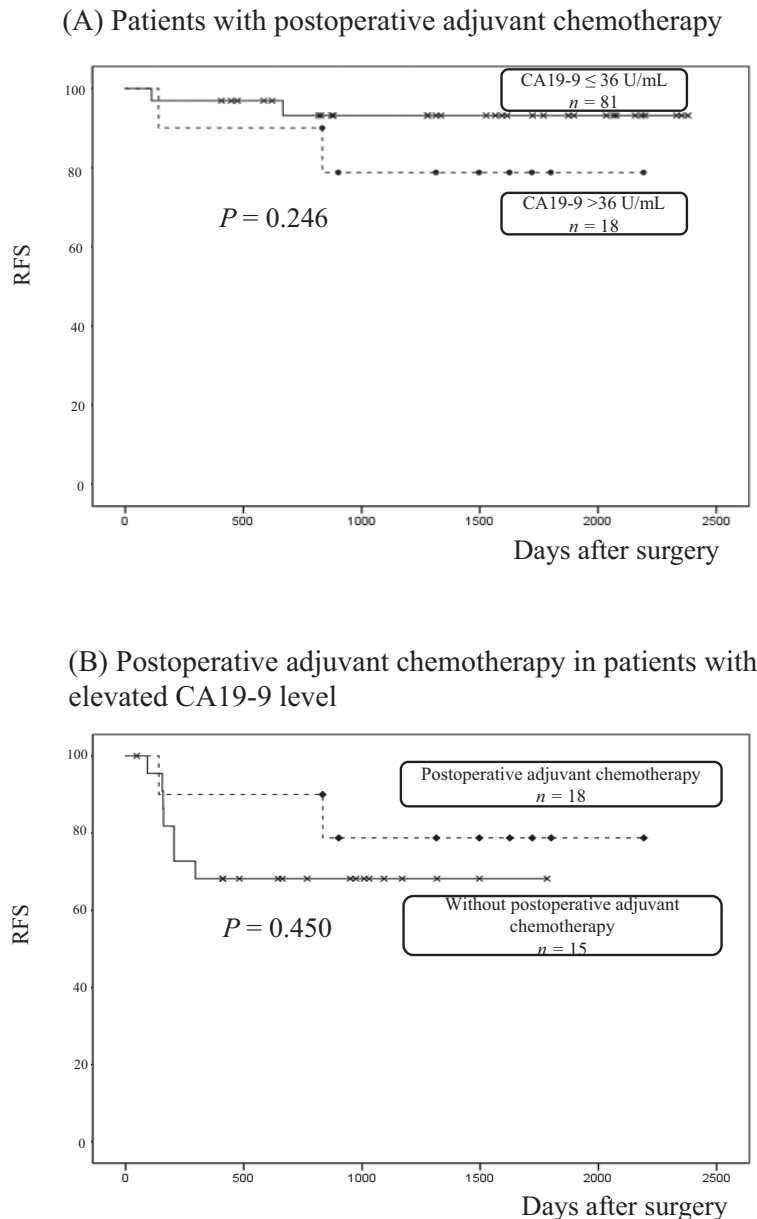 (A) Patients with postoperative adjuvant chemotherapy
CA19-9 ≤ 36 U/mL
n = 81
CA19-9 >36 U/mL
n = 18
P = 0.246
RFS
100
80
60
40
20
0
0 500 1000 1500 2000 2500
Days after surgery
(B) Postoperative adjuvant chemotherapy in patients with
elevated CA19-9 level
Postoperative adjuvant chemotherapy
n = 18
Without postoperative adjuvant
chemotherapy
n = 15
P = 0.450
RFS
100
80
60
40
20
0
0 500 1000 1500 2000 2500
Days after surgery